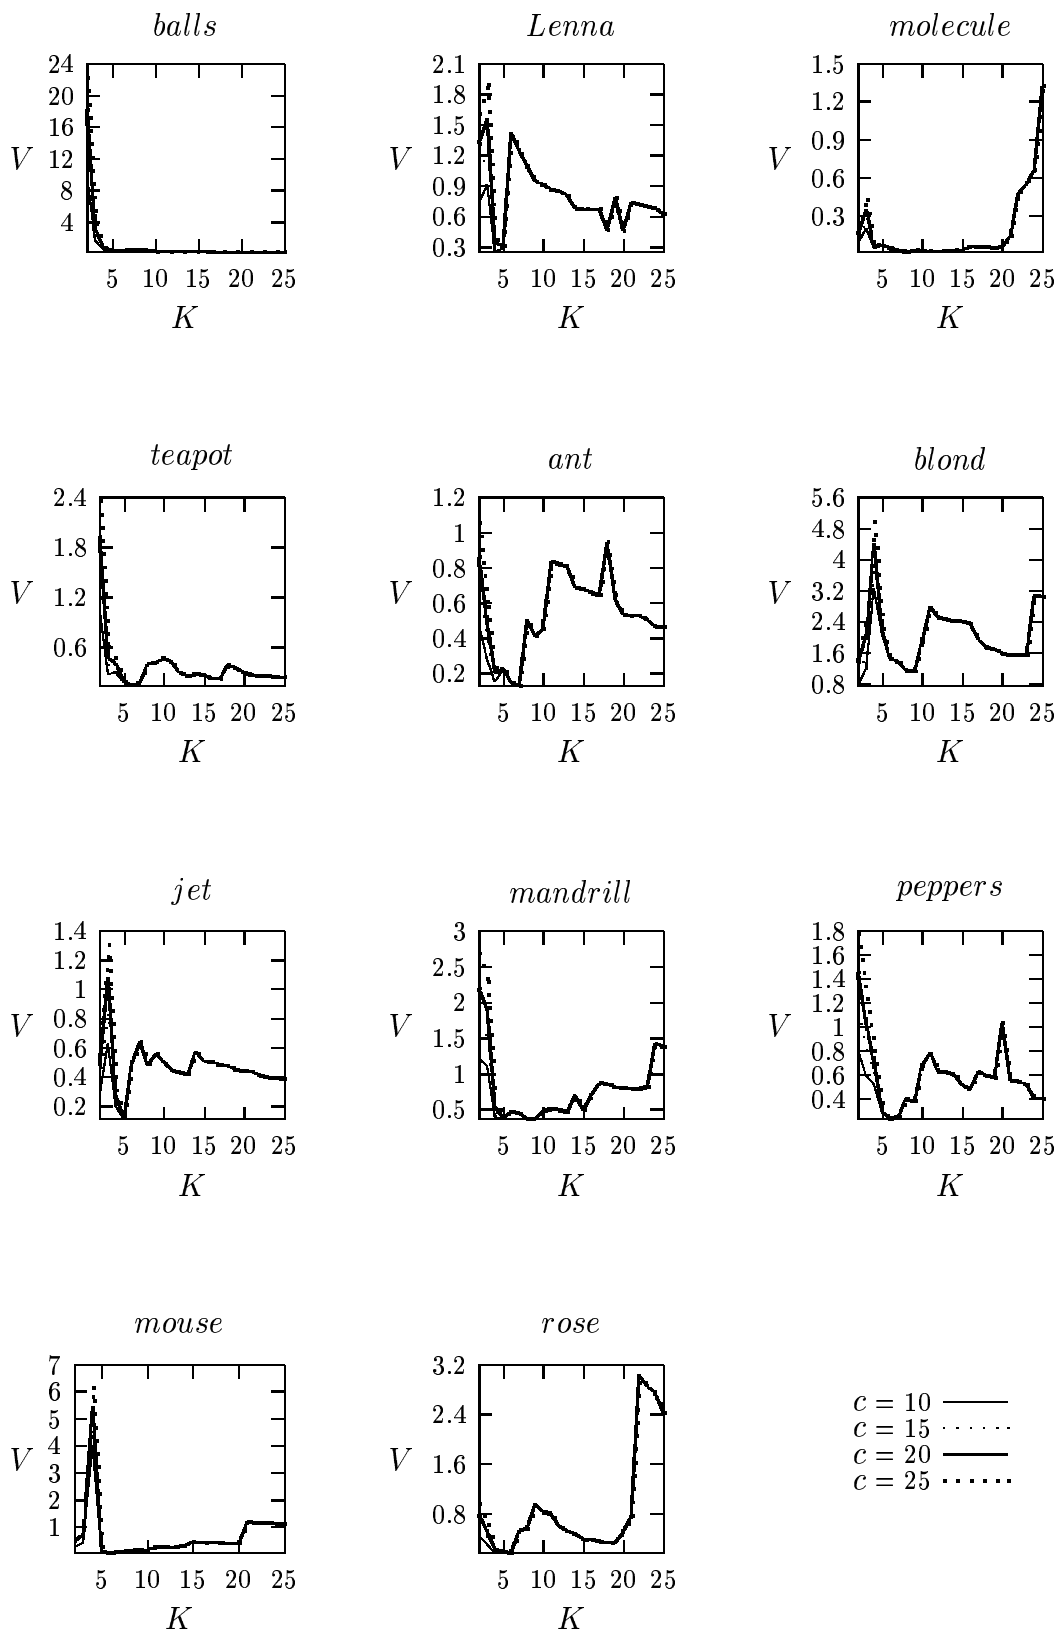 balls
24
20
16
12
8
4
V
5 10 15 20 25
K
Lenna
2.1
1.8
1.5
1.2
0.9
0.6
0.3
V
5 10 15 20 25
K
molecule
1.5
1.2
0.9
0.6
0.3
V
5 10 15 20 25
K
teapot
2.4
1.8
1.2
0.6
V
5 10 15 20 25
K
ant
1.2
1
0.8
0.6
0.4
0.2
V
5 10 15 20 25
K
blond
5.6
4.8
4
3.2
2.4
1.6
0.8
V
5 10 15 20 25
K
jet
1.4
1.2
1
0.8
0.6
0.4
0.2
V
5 10 15 20 25
K
mandrill
3
2.5
2
1.5
1
0.5
V
5 10 15 20 25
K
peppers
1.8
1.6
1.4
1.2
1
0.8
0.6
0.4
V
5 10 15 20 25
K
mouse
7
6
5
4
3
2
1
V
5 10 15 20 25
K
rose
3.2
2.4
1.6
0.8
V
5 10 15 20 25
K
c = 10
c = 15
c = 20
c = 25